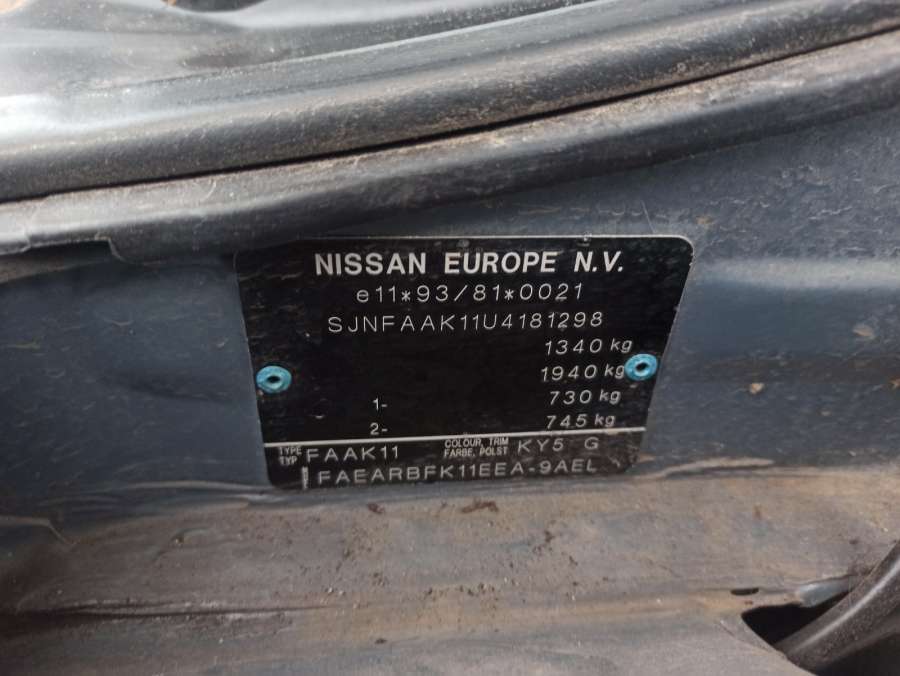 NISSAN EUROPE N.V.
e11*93/81*0021
SJNFAAK11U4181298
1340 kg
1940 kg
1- 730 kg
2- 745 kg
TYPE TYP FAAK11 COLOUR, TRIM FARBE, POLST KY5 G
FAEARBFK11EEA-9AEL